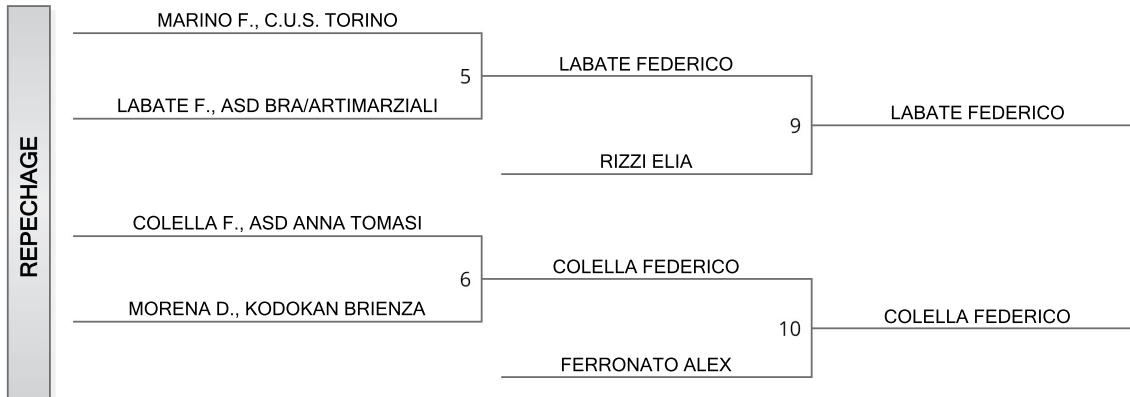 REPECHAGE
MARINO F., C.U.S. TORINO
5
LABATE F., ASD BRA/ARTIMARZIALI
LABATE FEDERICO
9
RIZZI ELIA
LABATE FEDERICO
COLELLA F., ASD ANNA TOMASI
6
MORENA D., KODOKAN BRIENZA
COLELLA FEDERICO
10
FERRONATO ALEX
COLELLA FEDERICO